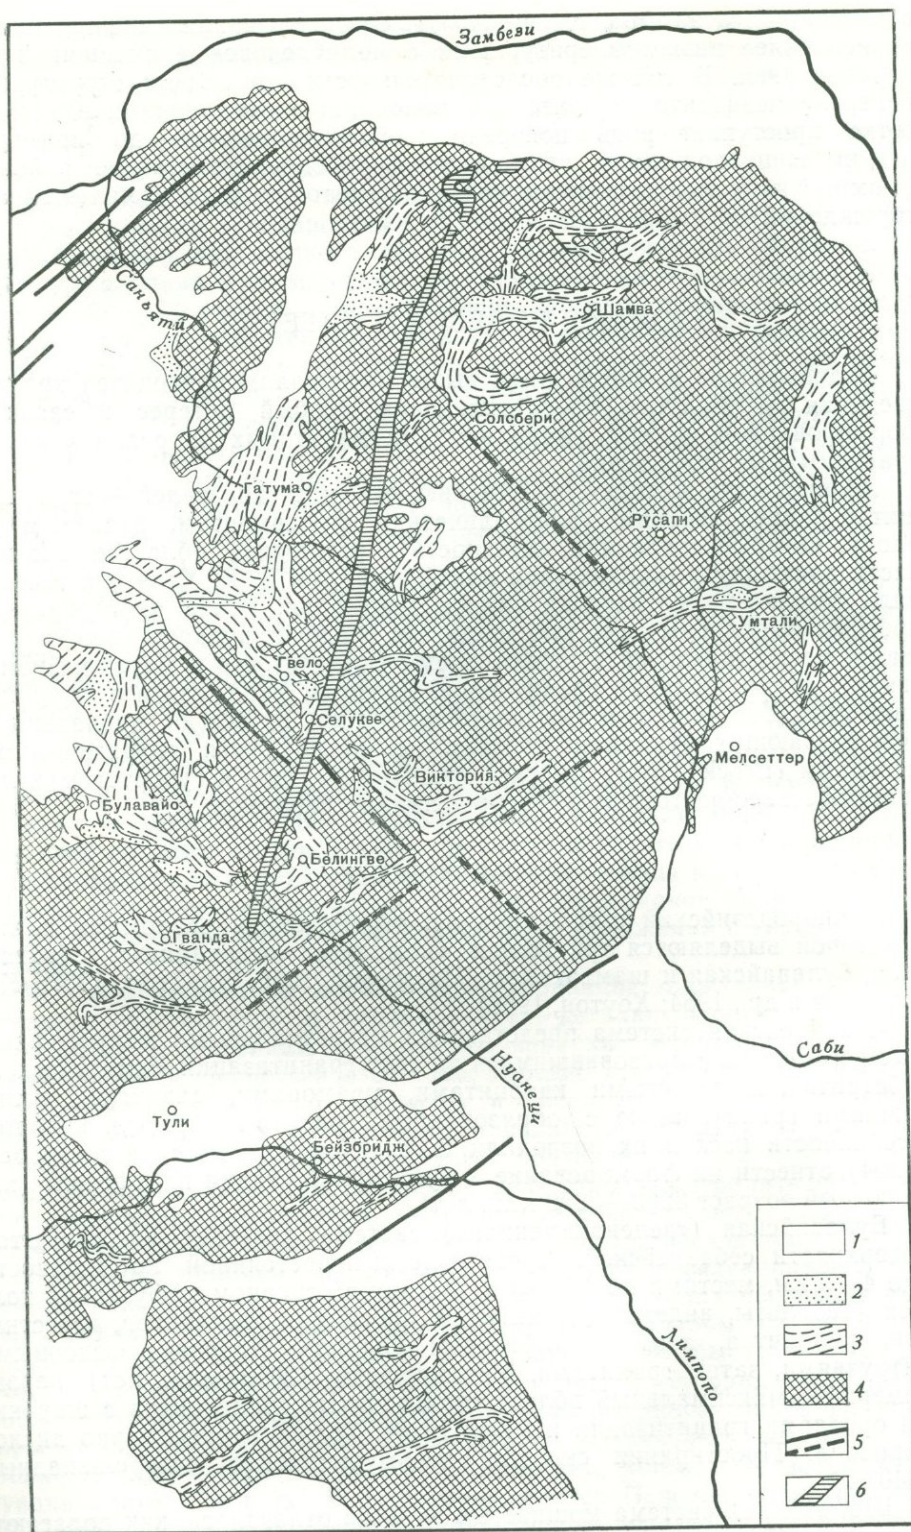 Замбези
Саньяти
Шамва
Солсбери
Гатума
Русапи
Умтали
Гвело
Селукве
Мелсеттер
Виктория
Булавайо
Белингве
Гванда
Саби
Нуанеци
Тули
Бейзбридж
Лимпопо
1
2
3
4
5
6